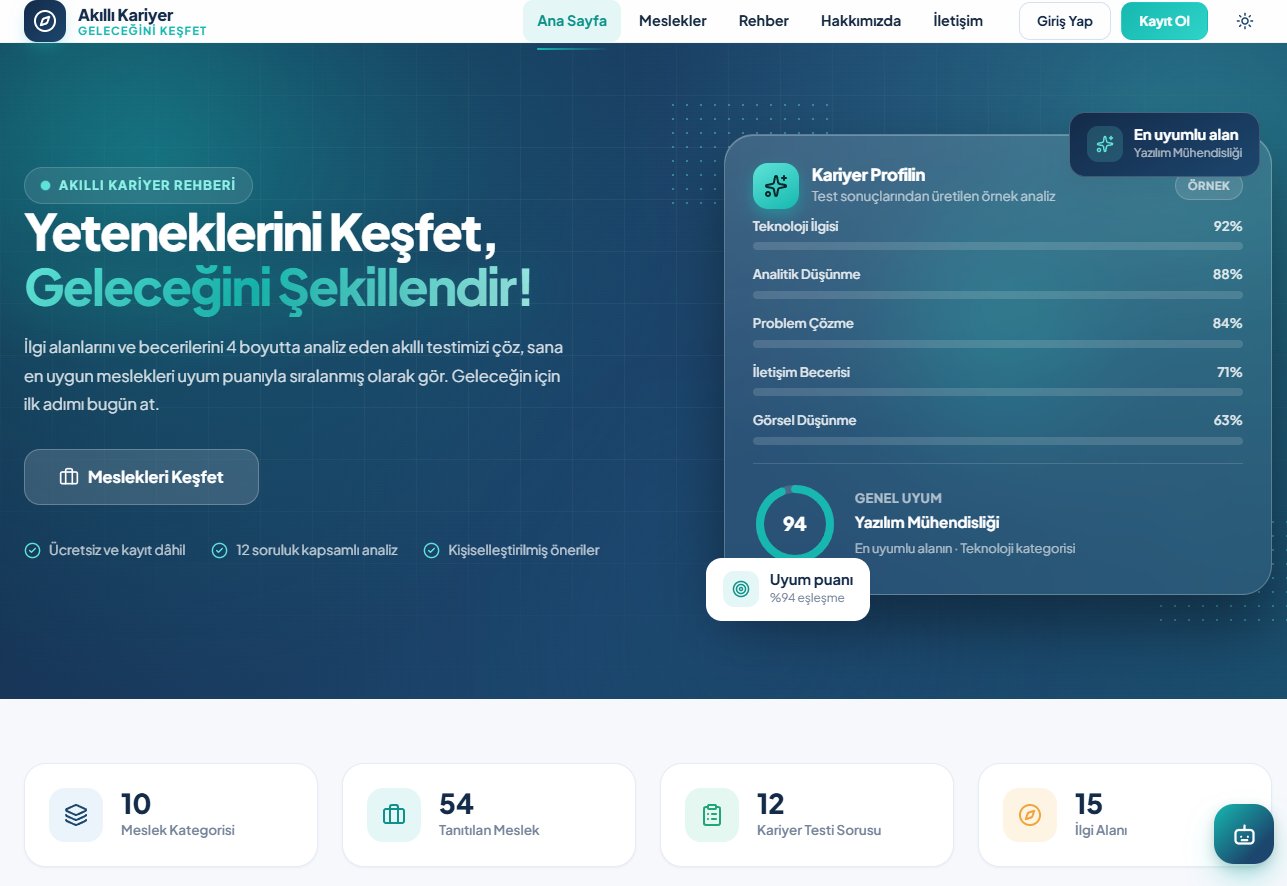 Akıllı Kariyer
GELECEĞİNİ KEŞFET
Ana Sayfa
Meslekler
Rehber
Hakkımızda
İletişim
Giriş Yap
Kayıt Ol
AKILLI KARİYER REHBERİ
Yeteneklerini Keşfet,
Geleceğini Şekillendir!
İlgi alanlarını ve becerilerini 4 boyutta analiz eden akıllı testimizi çöz, sana
en uygun meslekleri uyum puanıyla sıralanmış olarak gör. Geleceğin için
ilk adımı bugün at.
Meslekleri Keşfet
Ücretsiz ve kayıt dâhil
12 soruluk kapsamlı analiz
Kişiselleştirilmiş öneriler
En uyumlu alan
Yazılım Mühendisliği
Kariyer Profilin
Test sonuçlarından üretilen örnek analiz
ÖRNEK
Teknoloji İlgisi 92%
Analitik Düşünme 88%
Problem Çözme 84%
İletişim Becerisi 71%
Görsel Düşünme 63%
94
GENEL UYUM
Yazılım Mühendisliği
En uyumlu alanın · Teknoloji kategorisi
Uyum puanı
%94 eşleşme
10
Meslek Kategorisi
54
Tanıtılan Meslek
12
Kariyer Testi Sorusu
15
İlgi Alanı